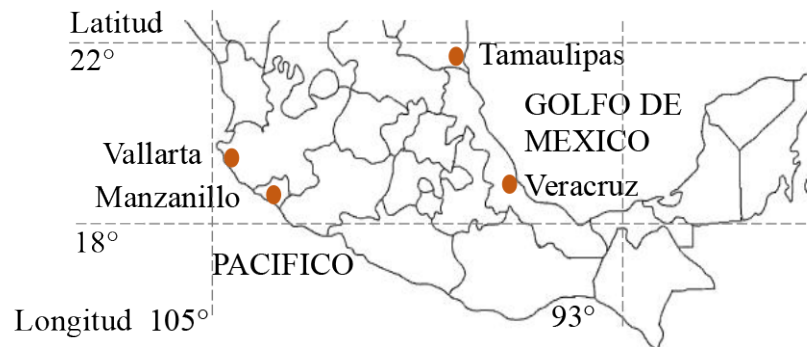 Latitud
22°
Tamaulipas
GOLFO DE
MEXICO
Vallarta
Manzanillo
Veracruz
18°
PACIFICO
Longitud 105°
93°